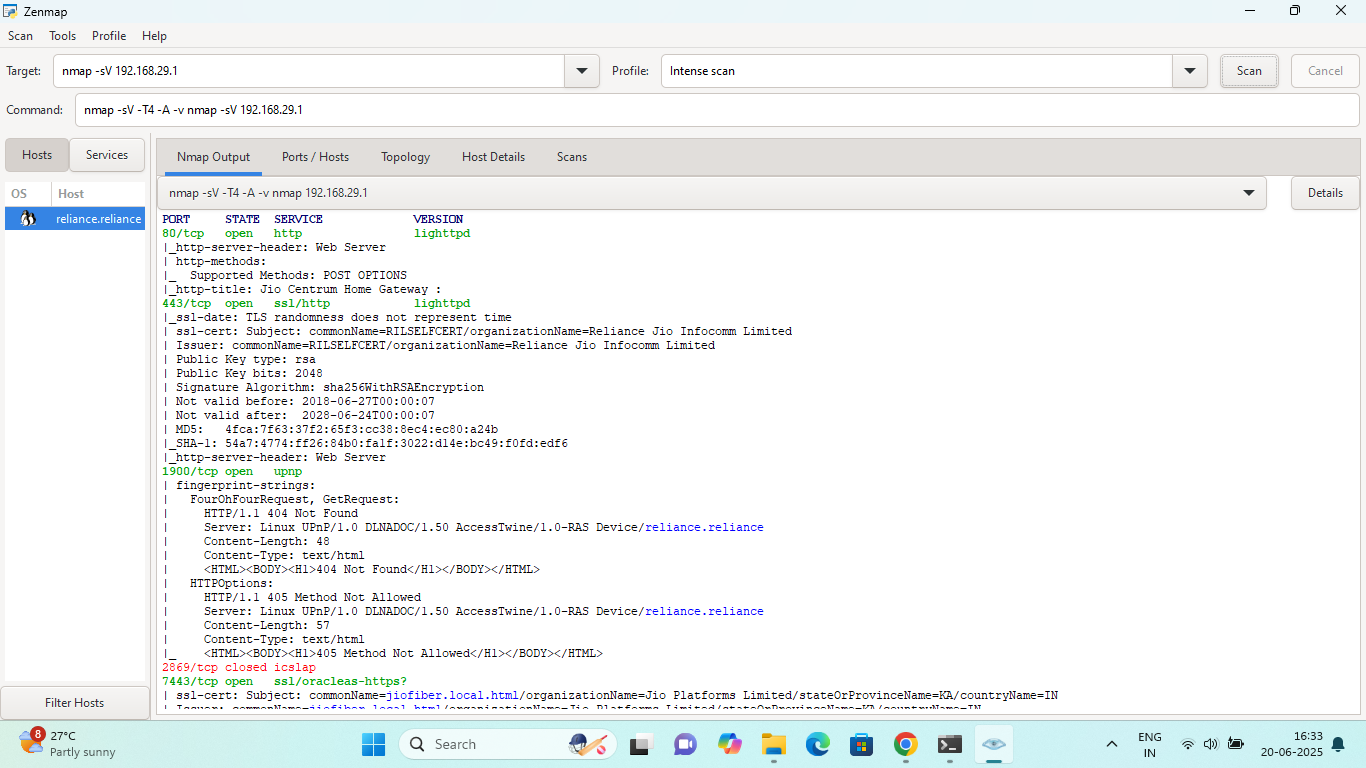 Zenmap
Scan Tools Profile Help
Target: nmap -sV 192.168.29.1 Profile: Intense scan Scan Cancel
Command: nmap -sV -T4 -A -v nmap -sV 192.168.29.1
Hosts Services Nmap Output Ports / Hosts Topology Host Details Scans
OS Host nmap -sV -T4 -A -v nmap 192.168.29.1 Details
reliance.reliance
PORT STATE SERVICE VERSION
80/tcp open http lighttpd
|_http-server-header: Web Server
| http-methods:
|_ Supported Methods: POST OPTIONS
|_http-title: Jio Centrum Home Gateway :
443/tcp open ssl/http lighttpd
|_ssl-date: TLS randomness does not represent time
| ssl-cert: Subject: commonName=RILSELFCERT/organizationName=Reliance Jio Infocomm Limited
| Issuer: commonName=RILSELFCERT/organizationName=Reliance Jio Infocomm Limited
| Public Key type: rsa
| Public Key bits: 2048
| Signature Algorithm: sha256WithRSAEncryption
| Not valid before: 2018-06-27T00:00:07
| Not valid after: 2028-06-24T00:00:07
| MD5: 4fca:7f63:37f2:65f3:cc38:8ec4:ec80:a24b
|_SHA-1: 54a7:4774:ff26:84b0:fa1f:3022:d14e:bc49:f0fd:edf6
|_http-server-header: Web Server
1900/tcp open upnp
| fingerprint-strings:
| FourOhFourRequest, GetRequest:
| HTTP/1.1 404 Not Found
| Server: Linux UPnP/1.0 DLNADOC/1.50 AccessTwine/1.0-RAS Device/reliance.reliance
| Content-Length: 48
| Content-Type: text/html
| <HTML><BODY><H1>404 Not Found</H1></BODY></HTML>
| HTTPOptions:
| HTTP/1.1 405 Method Not Allowed
| Server: Linux UPnP/1.0 DLNADOC/1.50 AccessTwine/1.0-RAS Device/reliance.reliance
| Content-Length: 57
| Content-Type: text/html
|_ <HTML><BODY><H1>405 Method Not Allowed</H1></BODY></HTML>
2869/tcp closed icslap
7443/tcp open ssl/oracleas-https?
| ssl-cert: Subject: commonName=jiofiber.local.html/organizationName=Jio Platforms Limited/stateOrProvinceName=KA/countryName=IN
| Issuer: commonName=jiofiber.local.html/organizationName=Jio Platforms Limited/stateOrProvinceName=KA/countryName=IN
Filter Hosts
8
27°C
Partly sunny
Search
ENG
IN
16:33
20-06-2025